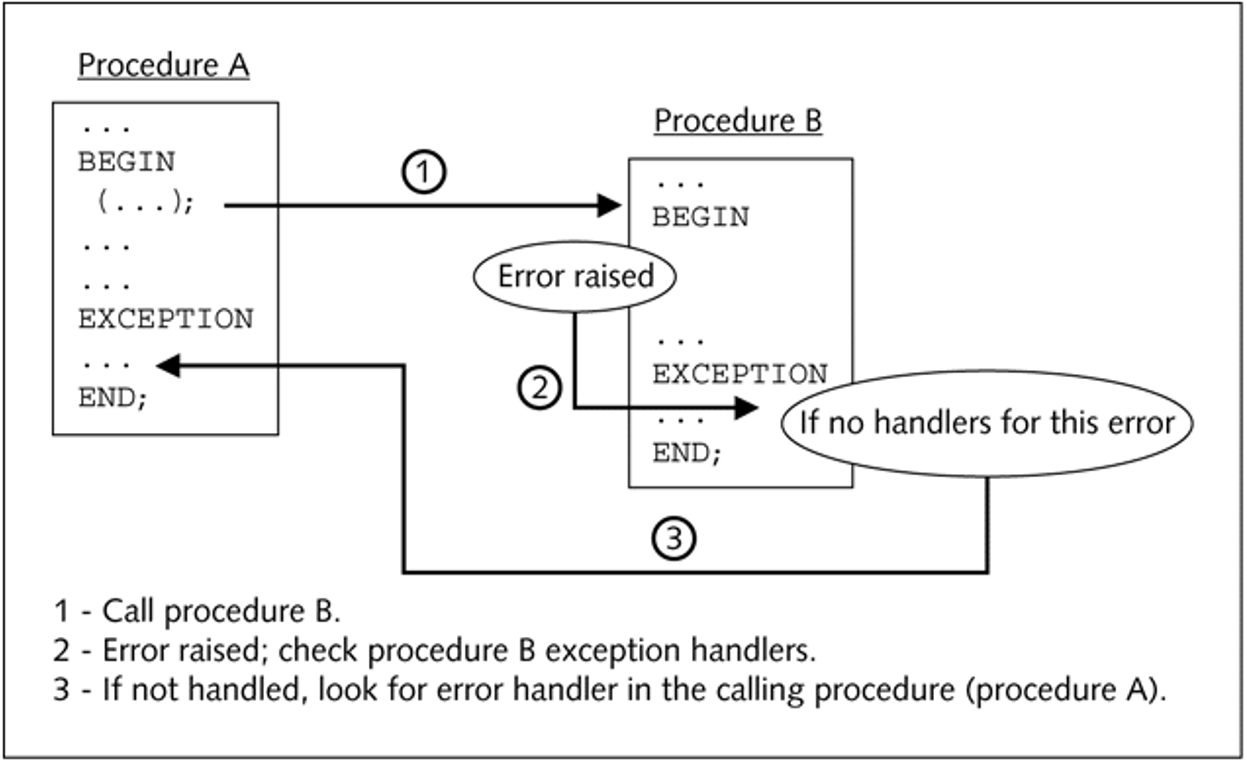 Procedure A
...
BEGIN
(...);
...
...
EXCEPTION
...
END;
1
Procedure B
...
BEGIN
Error raised
...
EXCEPTION
2
...
END;
If no handlers for this error
3
1 - Call procedure B.
2 - Error raised; check procedure B exception handlers.
3 - If not handled, look for error handler in the calling procedure (procedure A).